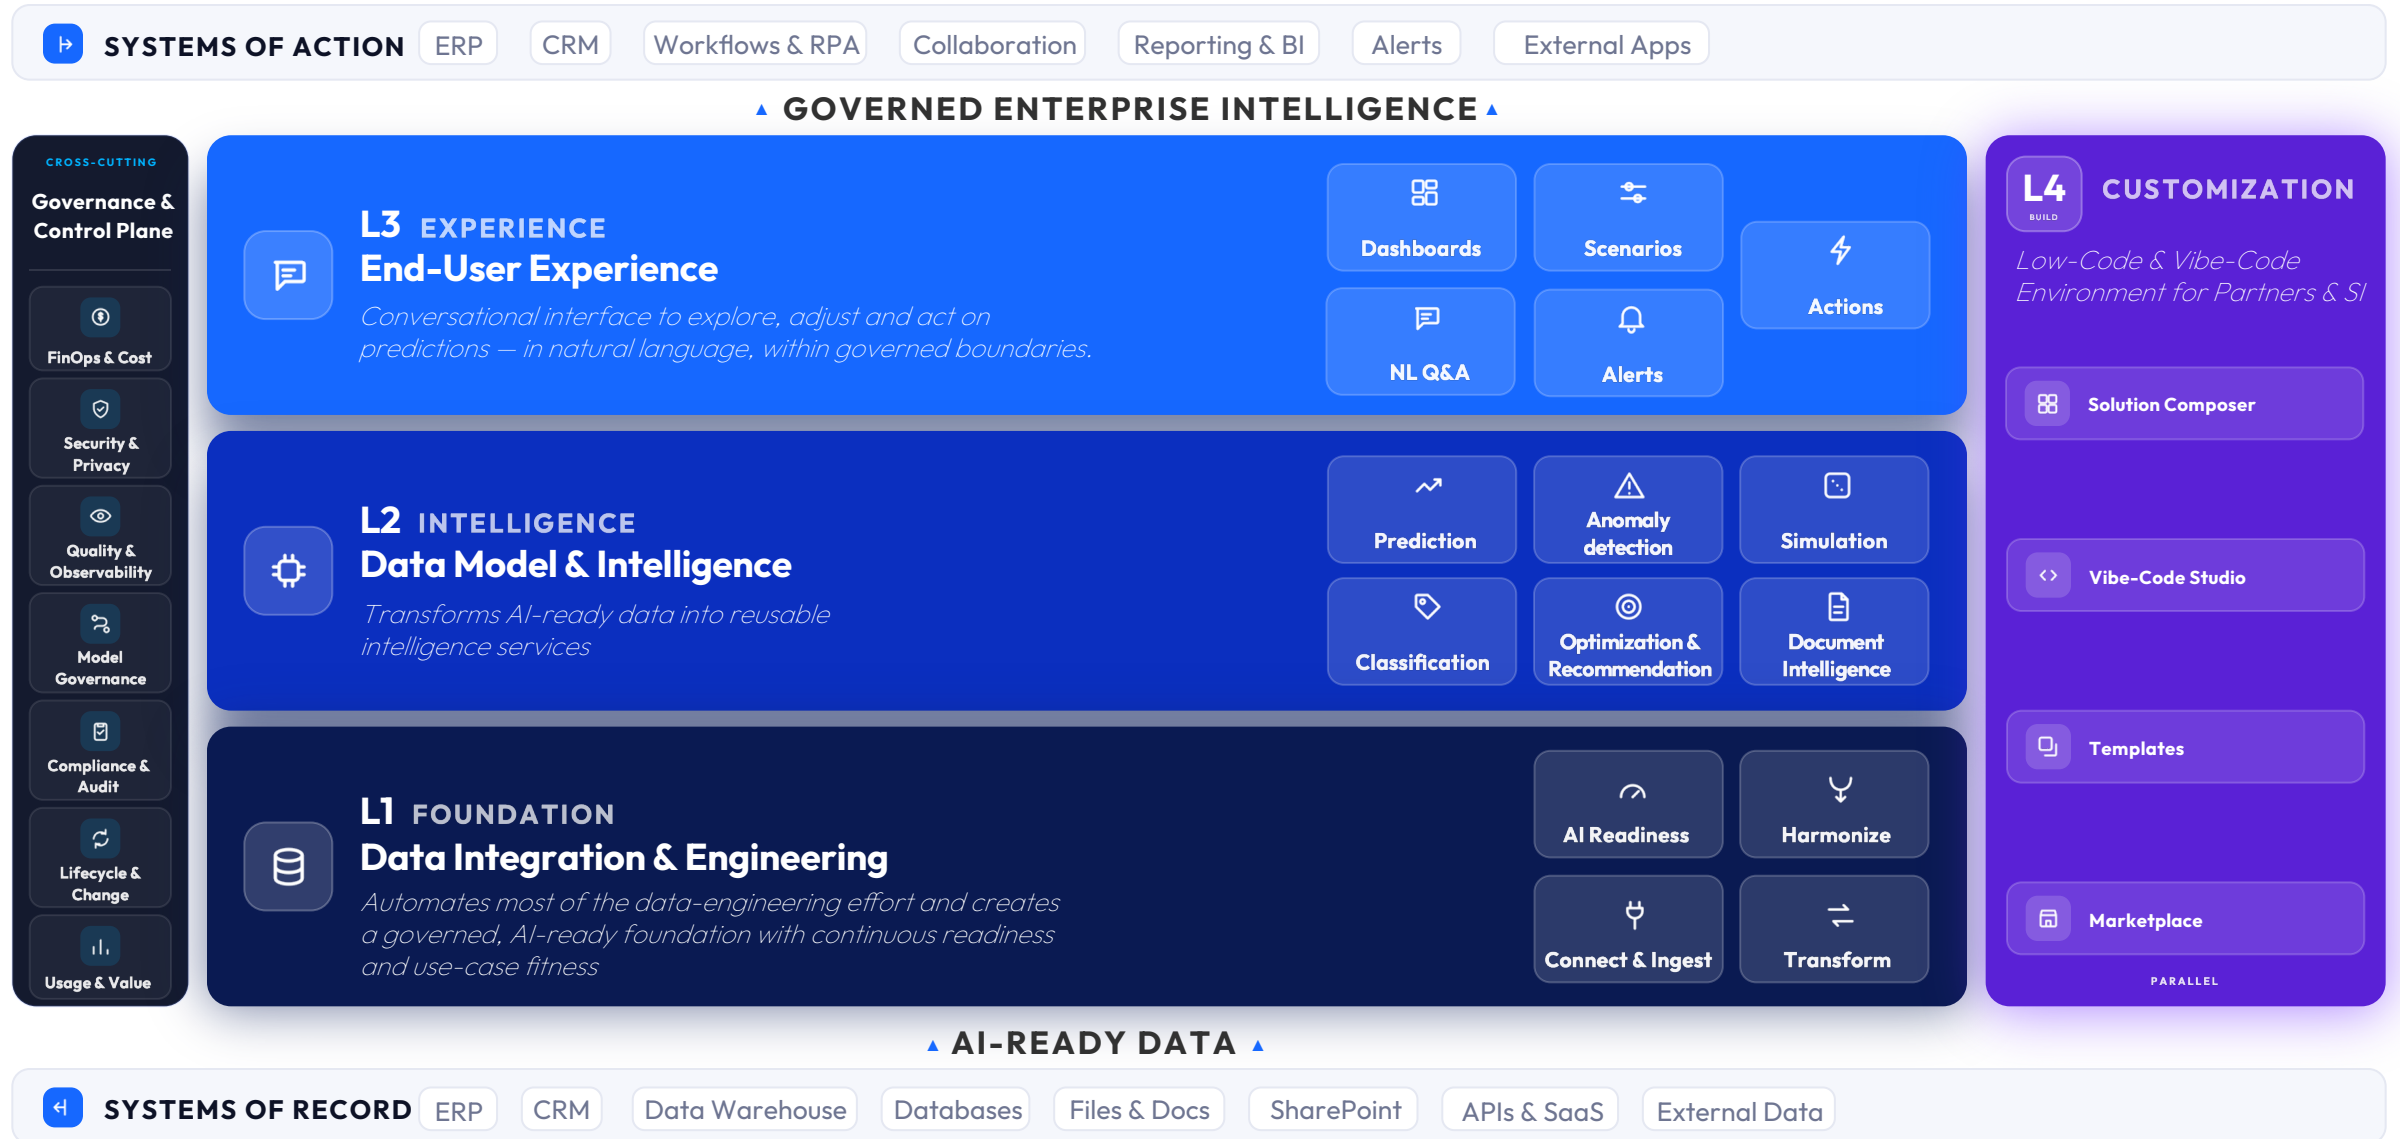 SYSTEMS OF ACTION ERP CRM Workflows & RPA Collaboration Reporting & BI Alerts External Apps
▲ GOVERNED ENTERPRISE INTELLIGENCE ▲
CROSS-CUTTING
Governance &
Control Plane
FinOps & Cost
Security &
Privacy
Quality &
Observability
Model
Governance
Compliance &
Audit
Lifecycle &
Change
Usage & Value
L3 EXPERIENCE
End-User Experience
Conversational interface to explore, adjust and act on
predictions — in natural language, within governed boundaries.
Dashboards
Scenarios
Actions
NL Q&A
Alerts
L2 INTELLIGENCE
Data Model & Intelligence
Transforms AI-ready data into reusable
intelligence services
Prediction
Anomaly
detection
Simulation
Classification
Optimization &
Recommendation
Document
Intelligence
L1 FOUNDATION
Data Integration & Engineering
Automates most of the data-engineering effort and creates
a governed, AI-ready foundation with continuous readiness
and use-case fitness
AI Readiness
Harmonize
Connect & Ingest
Transform
L4
BUILD
CUSTOMIZATION
Low-Code & Vibe-Code
Environment for Partners & SI
Solution Composer
Vibe-Code Studio
Templates
Marketplace
PARALLEL
▲ AI-READY DATA ▲
SYSTEMS OF RECORD ERP CRM Data Warehouse Databases Files & Docs SharePoint APIs & SaaS External Data